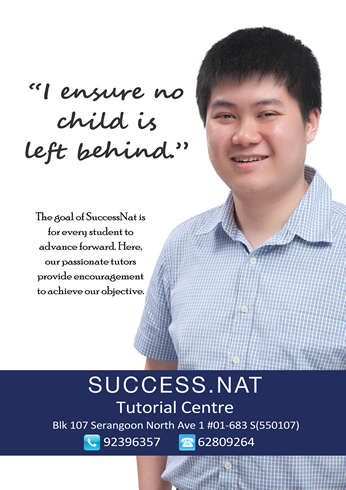 “I ensure no
child is
left behind.”
The goal of SuccessNat is
for every student to
advance forward. Here,
our passionate tutors
provide encouragement
to achieve our objective.
SUCCESS.NAT
Tutorial Centre
Blk 107 Serangoon North Ave 1 #01-683 S(550107)
92396357 62809264